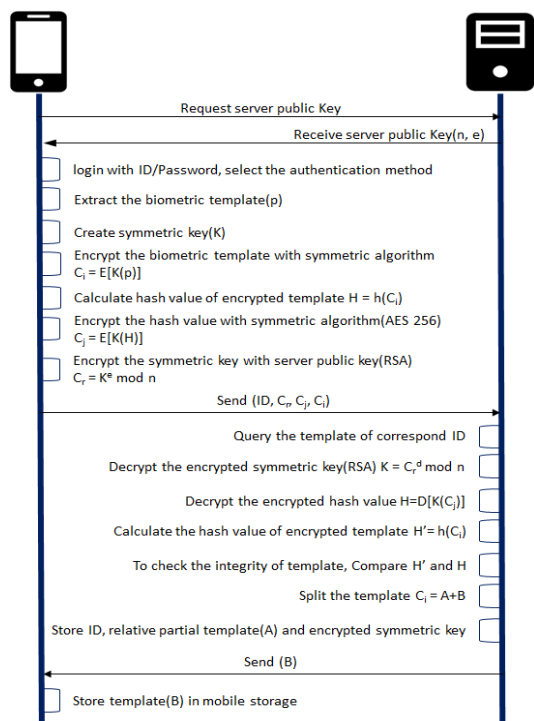 Request server public Key
Receive server public Key(n, e)
login with ID/Password, select the authentication method
Extract the biometric template(p)
Create symmetric key(K)
Encrypt the biometric template with symmetric algorithm
Cᵢ = E[K(p)]
Calculate hash value of encrypted template H = h(Cᵢ)
Encrypt the hash value with symmetric algorithm(AES 256)
Cⱼ = E[K(H)]
Encrypt the symmetric key with server public key(RSA)
Cᵣ = Kᵉ mod n
Send (ID, Cᵣ, Cⱼ, Cᵢ)
Query the template of correspond ID
Decrypt the encrypted symmetric key(RSA) K = Cᵣᵈ mod n
Decrypt the encrypted hash value H=D[K(Cⱼ)]
Calculate the hash value of encrypted template H’= h(Cᵢ)
To check the integrity of template, Compare H’ and H
Split the template Cᵢ = A+B
Store ID, relative partial template(A) and encrypted symmetric key
Send (B)
Store template(B) in mobile storage